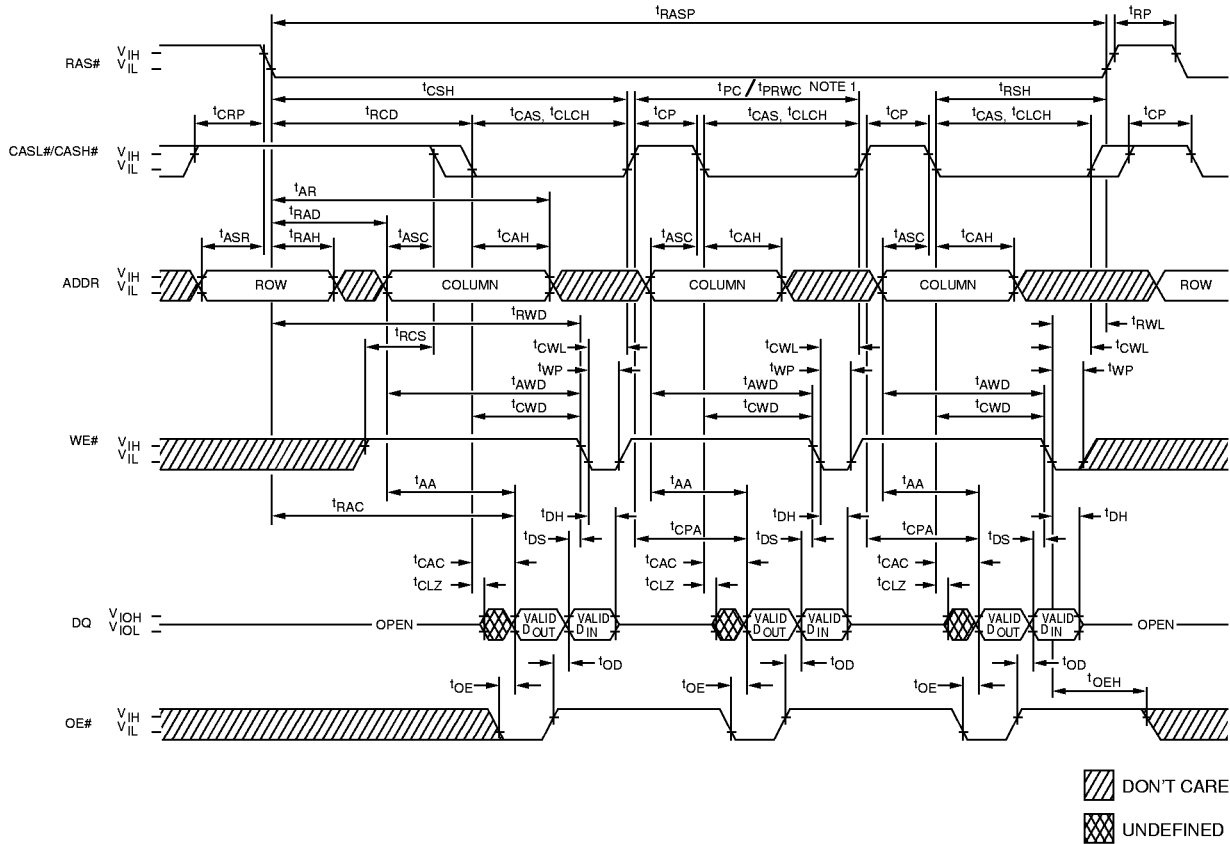 tRASP tRP
RAS# VIH
VIL
tCSH tPC / tPRWC NOTE 1 tRSH
tCRP tRCD tCAS, tCLCH tCP tCAS, tCLCH tCP tCAS, tCLCH tCP
CASL#/CASH# VIH
VIL
tAR
tRAD
tASR tRAH tASC tCAH tASC tCAH tASC tCAH
ADDR VIH
VIL
ROW COLUMN COLUMN COLUMN ROW
tRWD tRWL
tRCS tCWL tCWL tCWL
tWP tWP tWP
tAWD tAWD tAWD
tCWD tCWD tCWD
WE# VIH
VIL
tAA tAA tAA
tRAC tDH tDH tDH
tDS tCPA tDS tCPA tDS
tCAC tCAC tCAC
tCLZ tCLZ tCLZ
DQ VIOH
VIOL
OPEN VALID DOUT VALID DIN VALID DOUT VALID DIN VALID DOUT VALID DIN OPEN
tOD tOD tOD
tOE tOE tOE tOEH
OE# VIH
VIL
DON'T CARE
UNDEFINED